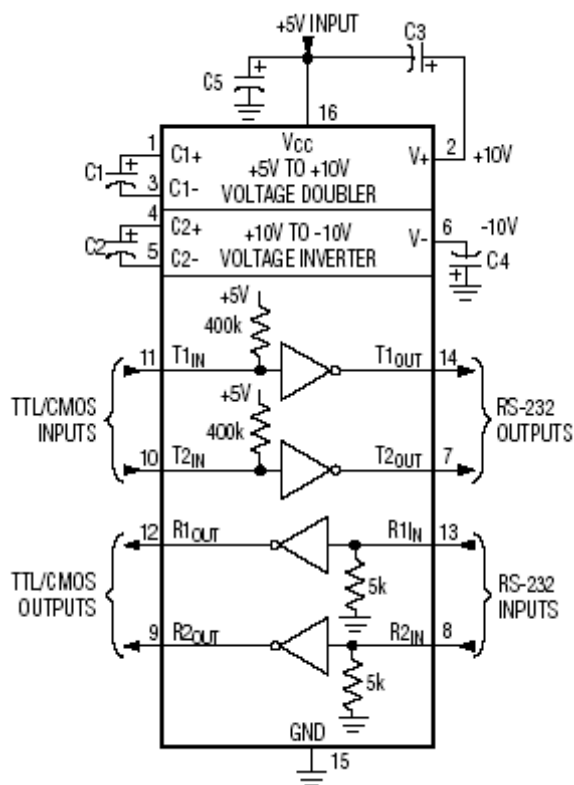 +5V INPUT
C3
+
C5
+
16
1
C1+
VCC
V+
2
+10V
C1
+
+5V TO +10V
3
C1-
VOLTAGE DOUBLER
4
C2+
+10V TO -10V
V-
6
-10V
C2
+
5
C2-
VOLTAGE INVERTER
+
C4
+5V
400k
11
T1IN
T1OUT
14
TTL/CMOS
INPUTS
+5V
400k
RS-232
OUTPUTS
10
T2IN
T2OUT
7
12
R1OUT
R1IN
13
TTL/CMOS
OUTPUTS
5k
RS-232
INPUTS
9
R2OUT
R2IN
8
5k
GND
15